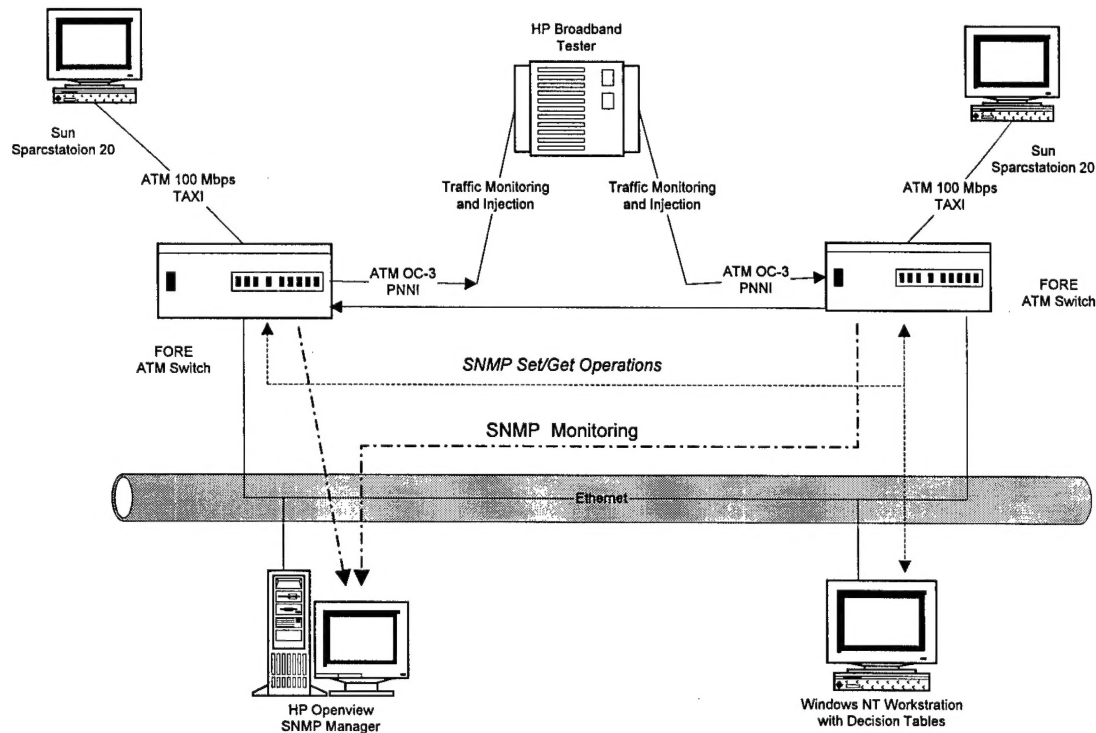 HP Broadband
Tester
Sun
Sparcstatoion 20
Sun
Sparcstatoion 20
ATM 100 Mbps
TAXI
Traffic Monitoring
and Injection
Traffic Monitoring
and Injection
ATM 100 Mbps
TAXI
ATM OC-3
PNNI
ATM OC-3
PNNI
FORE
ATM Switch
FORE
ATM Switch
SNMP Set/Get Operations
SNMP Monitoring
Ethernet
HP Openview
SNMP Manager
Windows NT Workstation
with Decision Tables